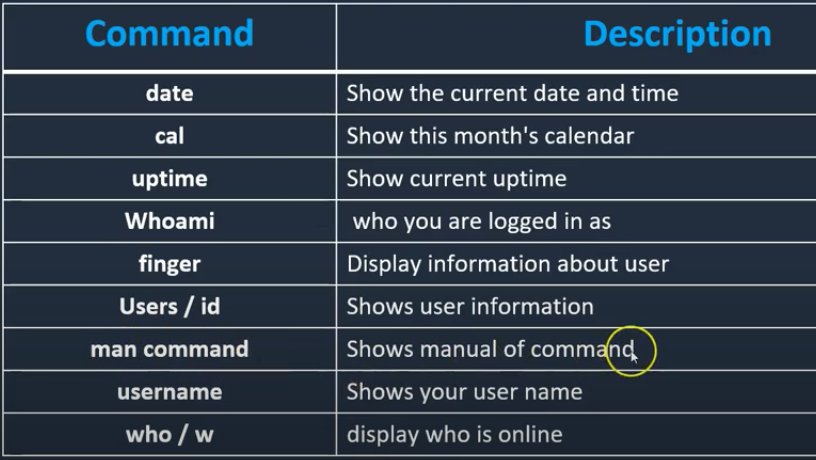 Command Description
date Show the current date and time
cal Show this month's calendar
uptime Show current uptime
Whoami who you are logged in as
finger Display information about user
Users / id Shows user information
man command Shows manual of command
username Shows your user name
who / w display who is online